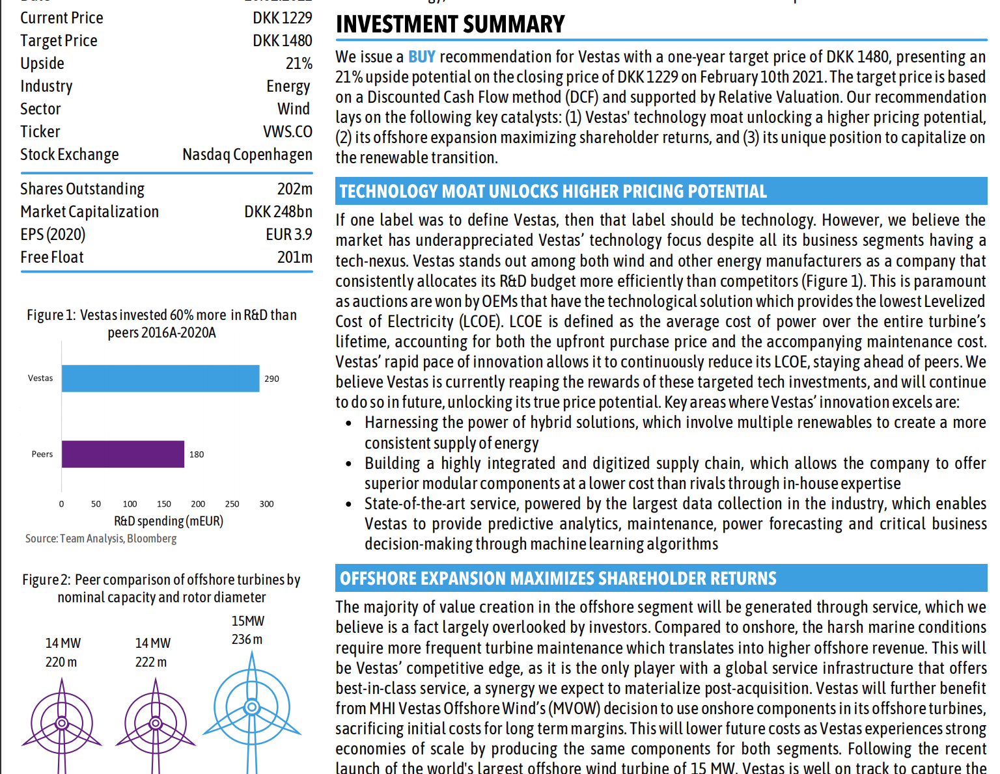 Current Price DKK 1229
Target Price DKK 1480
Upside 21%
Industry Energy
Sector Wind
Ticker VWS.CO
Stock Exchange Nasdaq Copenhagen
Shares Outstanding 202m
Market Capitalization DKK 248bn
EPS (2020) EUR 3.9
Free Float 201m
Figure 1: Vestas invested 60% more in R&D than
peers 2016A-2020A
Vestas 290
Peers 180
0 50 100 150 200 250 300
R&D spending (mEUR)
Source: Team Analysis, Bloomberg
Figure 2: Peer comparison of offshore turbines by
nominal capacity and rotor diameter
14 MW
220 m
14 MW
222 m
15MW
236 m
INVESTMENT SUMMARY
We issue a BUY recommendation for Vestas with a one-year target price of DKK 1480, presenting an
21% upside potential on the closing price of DKK 1229 on February 10th 2021. The target price is based
on a Discounted Cash Flow method (DCF) and supported by Relative Valuation. Our recommendation
lays on the following key catalysts: (1) Vestas' technology moat unlocking a higher pricing potential,
(2) its offshore expansion maximizing shareholder returns, and (3) its unique position to capitalize on
the renewable transition.
TECHNOLOGY MOAT UNLOCKS HIGHER PRICING POTENTIAL
If one label was to define Vestas, then that label should be technology. However, we believe the
market has underappreciated Vestas’ technology focus despite all its business segments having a
tech-nexus. Vestas stands out among both wind and other energy manufacturers as a company that
consistently allocates its R&D budget more efficiently than competitors (Figure 1). This is paramount
as auctions are won by OEMs that have the technological solution which provides the lowest Levelized
Cost of Electricity (LCOE). LCOE is defined as the average cost of power over the entire turbine’s
lifetime, accounting for both the upfront purchase price and the accompanying maintenance cost.
Vestas’ rapid pace of innovation allows it to continuously reduce its LCOE, staying ahead of peers. We
believe Vestas is currently reaping the rewards of these targeted tech investments, and will continue
to do so in future, unlocking its true price potential. Key areas where Vestas’ innovation excels are:
• Harnessing the power of hybrid solutions, which involve multiple renewables to create a more
consistent supply of energy
• Building a highly integrated and digitized supply chain, which allows the company to offer
superior modular components at a lower cost than rivals through in-house expertise
• State-of-the-art service, powered by the largest data collection in the industry, which enables
Vestas to provide predictive analytics, maintenance, power forecasting and critical business
decision-making through machine learning algorithms
OFFSHORE EXPANSION MAXIMIZES SHAREHOLDER RETURNS
The majority of value creation in the offshore segment will be generated through service, which we
believe is a fact largely overlooked by investors. Compared to onshore, the harsh marine conditions
require more frequent turbine maintenance which translates into higher offshore revenue. This will
be Vestas’ competitive edge, as it is the only player with a global service infrastructure that offers
best-in-class service, a synergy we expect to materialize post-acquisition. Vestas will further benefit
from MHI Vestas Offshore Wind’s (MVOW) decision to use onshore components in its offshore turbines,
sacrificing initial costs for long term margins. This will lower future costs as Vestas experiences strong
economies of scale by producing the same components for both segments. Following the recent
launch of the world's largest offshore wind turbine of 15 MW, Vestas is well on track to capture the